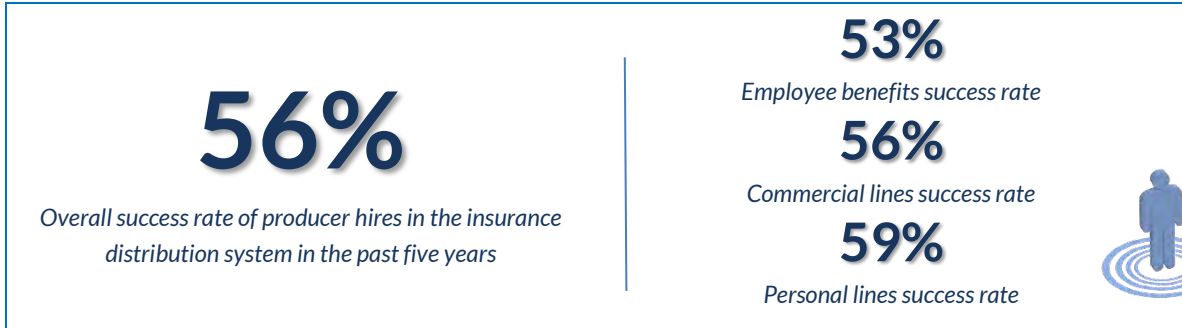 56%
Overall success rate of producer hires in the insurance
distribution system in the past five years
53%
Employee benefits success rate
56%
Commercial lines success rate
59%
Personal lines success rate